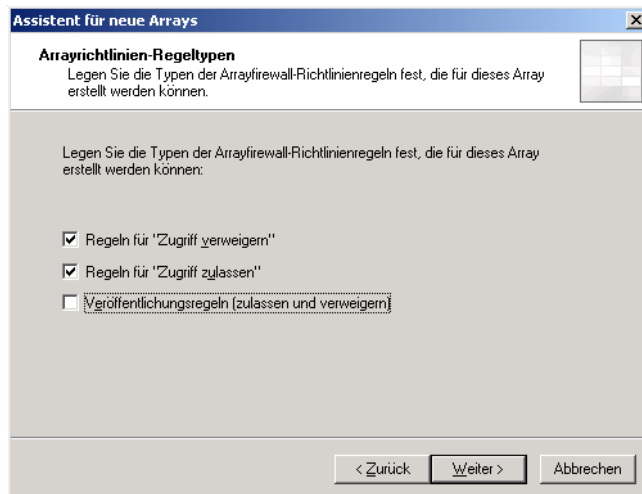 Assistent für neue Arrays
Arrayrichtlinien-Regeltypen
Legen Sie die Typen der Arrayfirewall-Richtlinienregeln fest, die für dieses Array
erstellt werden können.
Legen Sie die Typen der Arrayfirewall-Richtlinienregeln fest, die für dieses Array
erstellt werden können:
Regeln für "Zugriff verweigern"
Regeln für "Zugriff zulassen"
Veröffentlichungsregeln (zulassen und verweigern)
< Zurück Weiter > Abbrechen